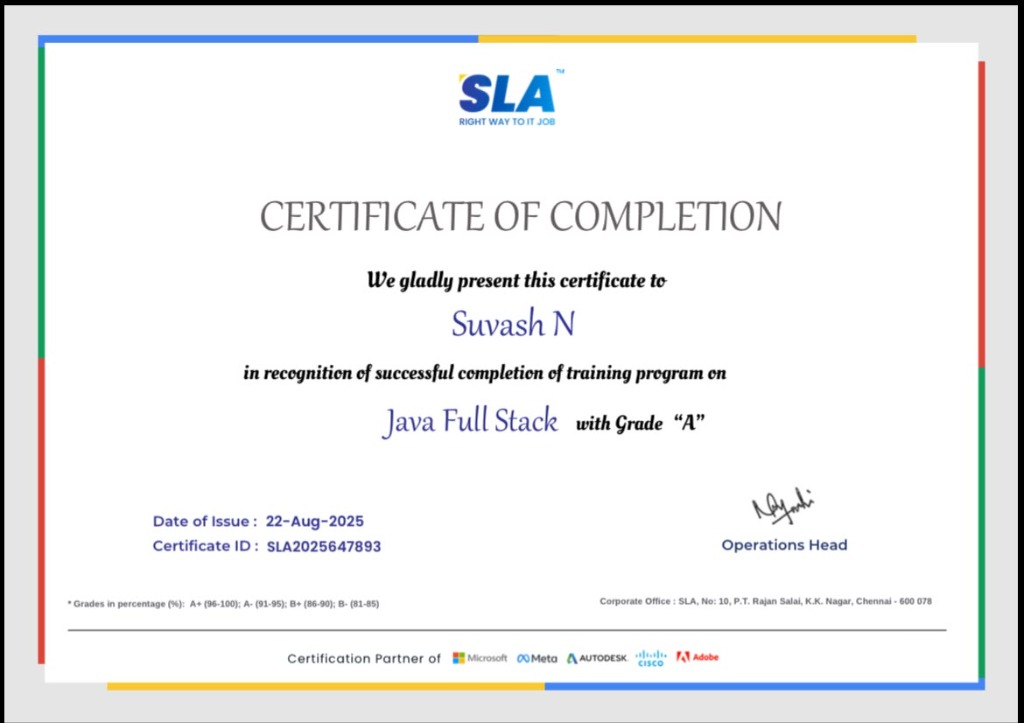 SLA™
RIGHT WAY TO IT JOB
CERTIFICATE OF COMPLETION
We gladly present this certificate to
Suvash N
in recognition of successful completion of training program on
Java Full Stack with Grade “A”
Date of Issue : 22-Aug-2025
Certificate ID : SLA2025647893
Operations Head
* Grades in percentage (%): A+ (96-100); A- (91-95); B+ (86-90); B- (81-85)
Corporate Office : SLA, No: 10, P.T. Rajan Salai, K.K. Nagar, Chennai - 600 078
Certification Partner of Microsoft Meta AUTODESK CISCO Adobe